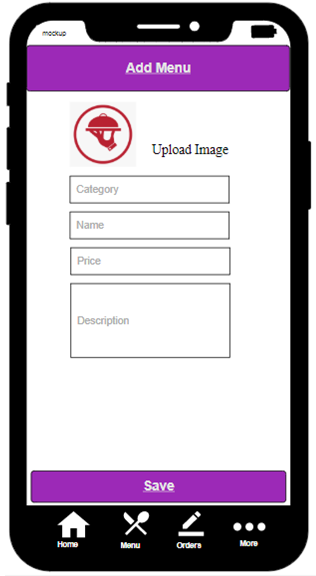 mockup
Add Menu
Upload Image
Category
Name
Price
Description
Save
Home Menu Orders More